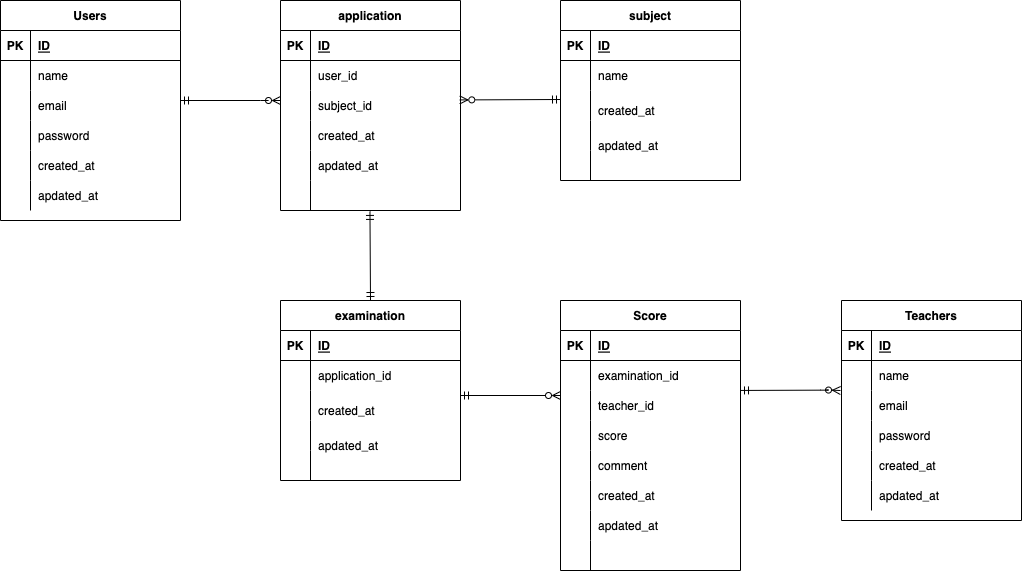 Users
PK ID
name
email
password
created_at
apdated_at
application
PK ID
user_id
subject_id
created_at
apdated_at
subject
PK ID
name
created_at
apdated_at
examination
PK ID
application_id
created_at
apdated_at
Score
PK ID
examination_id
teacher_id
score
comment
created_at
apdated_at
Teachers
PK ID
name
email
password
created_at
apdated_at